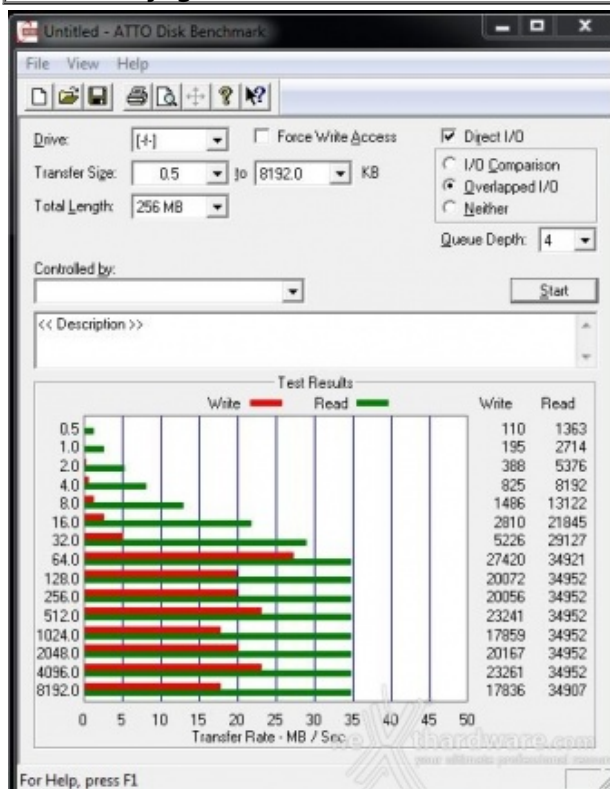 Untitled - ATTO Disk Benchmark
File View Help
Drive: [-f-] Force Write Access Direct I/O
Transfer Size: 0.5 to 8192.0 KB I/O Comparison
Overlapped I/O
Total Length: 256 MB Neither
Queue Depth: 4
Controlled by:
Start
<< Description >>
Test Results
Write Read Write Read
0.5 110 1363
1.0 195 2714
2.0 388 5376
4.0 825 8192
8.0 1486 13122
16.0 2810 21845
32.0 5226 29127
64.0 27420 34921
128.0 20072 34952
256.0 20056 34952
512.0 23241 34952
1024.0 17859 34952
2048.0 20167 34952
4096.0 23261 34952
8192.0 17836 34907
0 5 10 15 20 25 30 35 40 45 50
Transfer Rate - MB / Sec
nexthardware.com
your ultimate professional resource
For Help, press F1